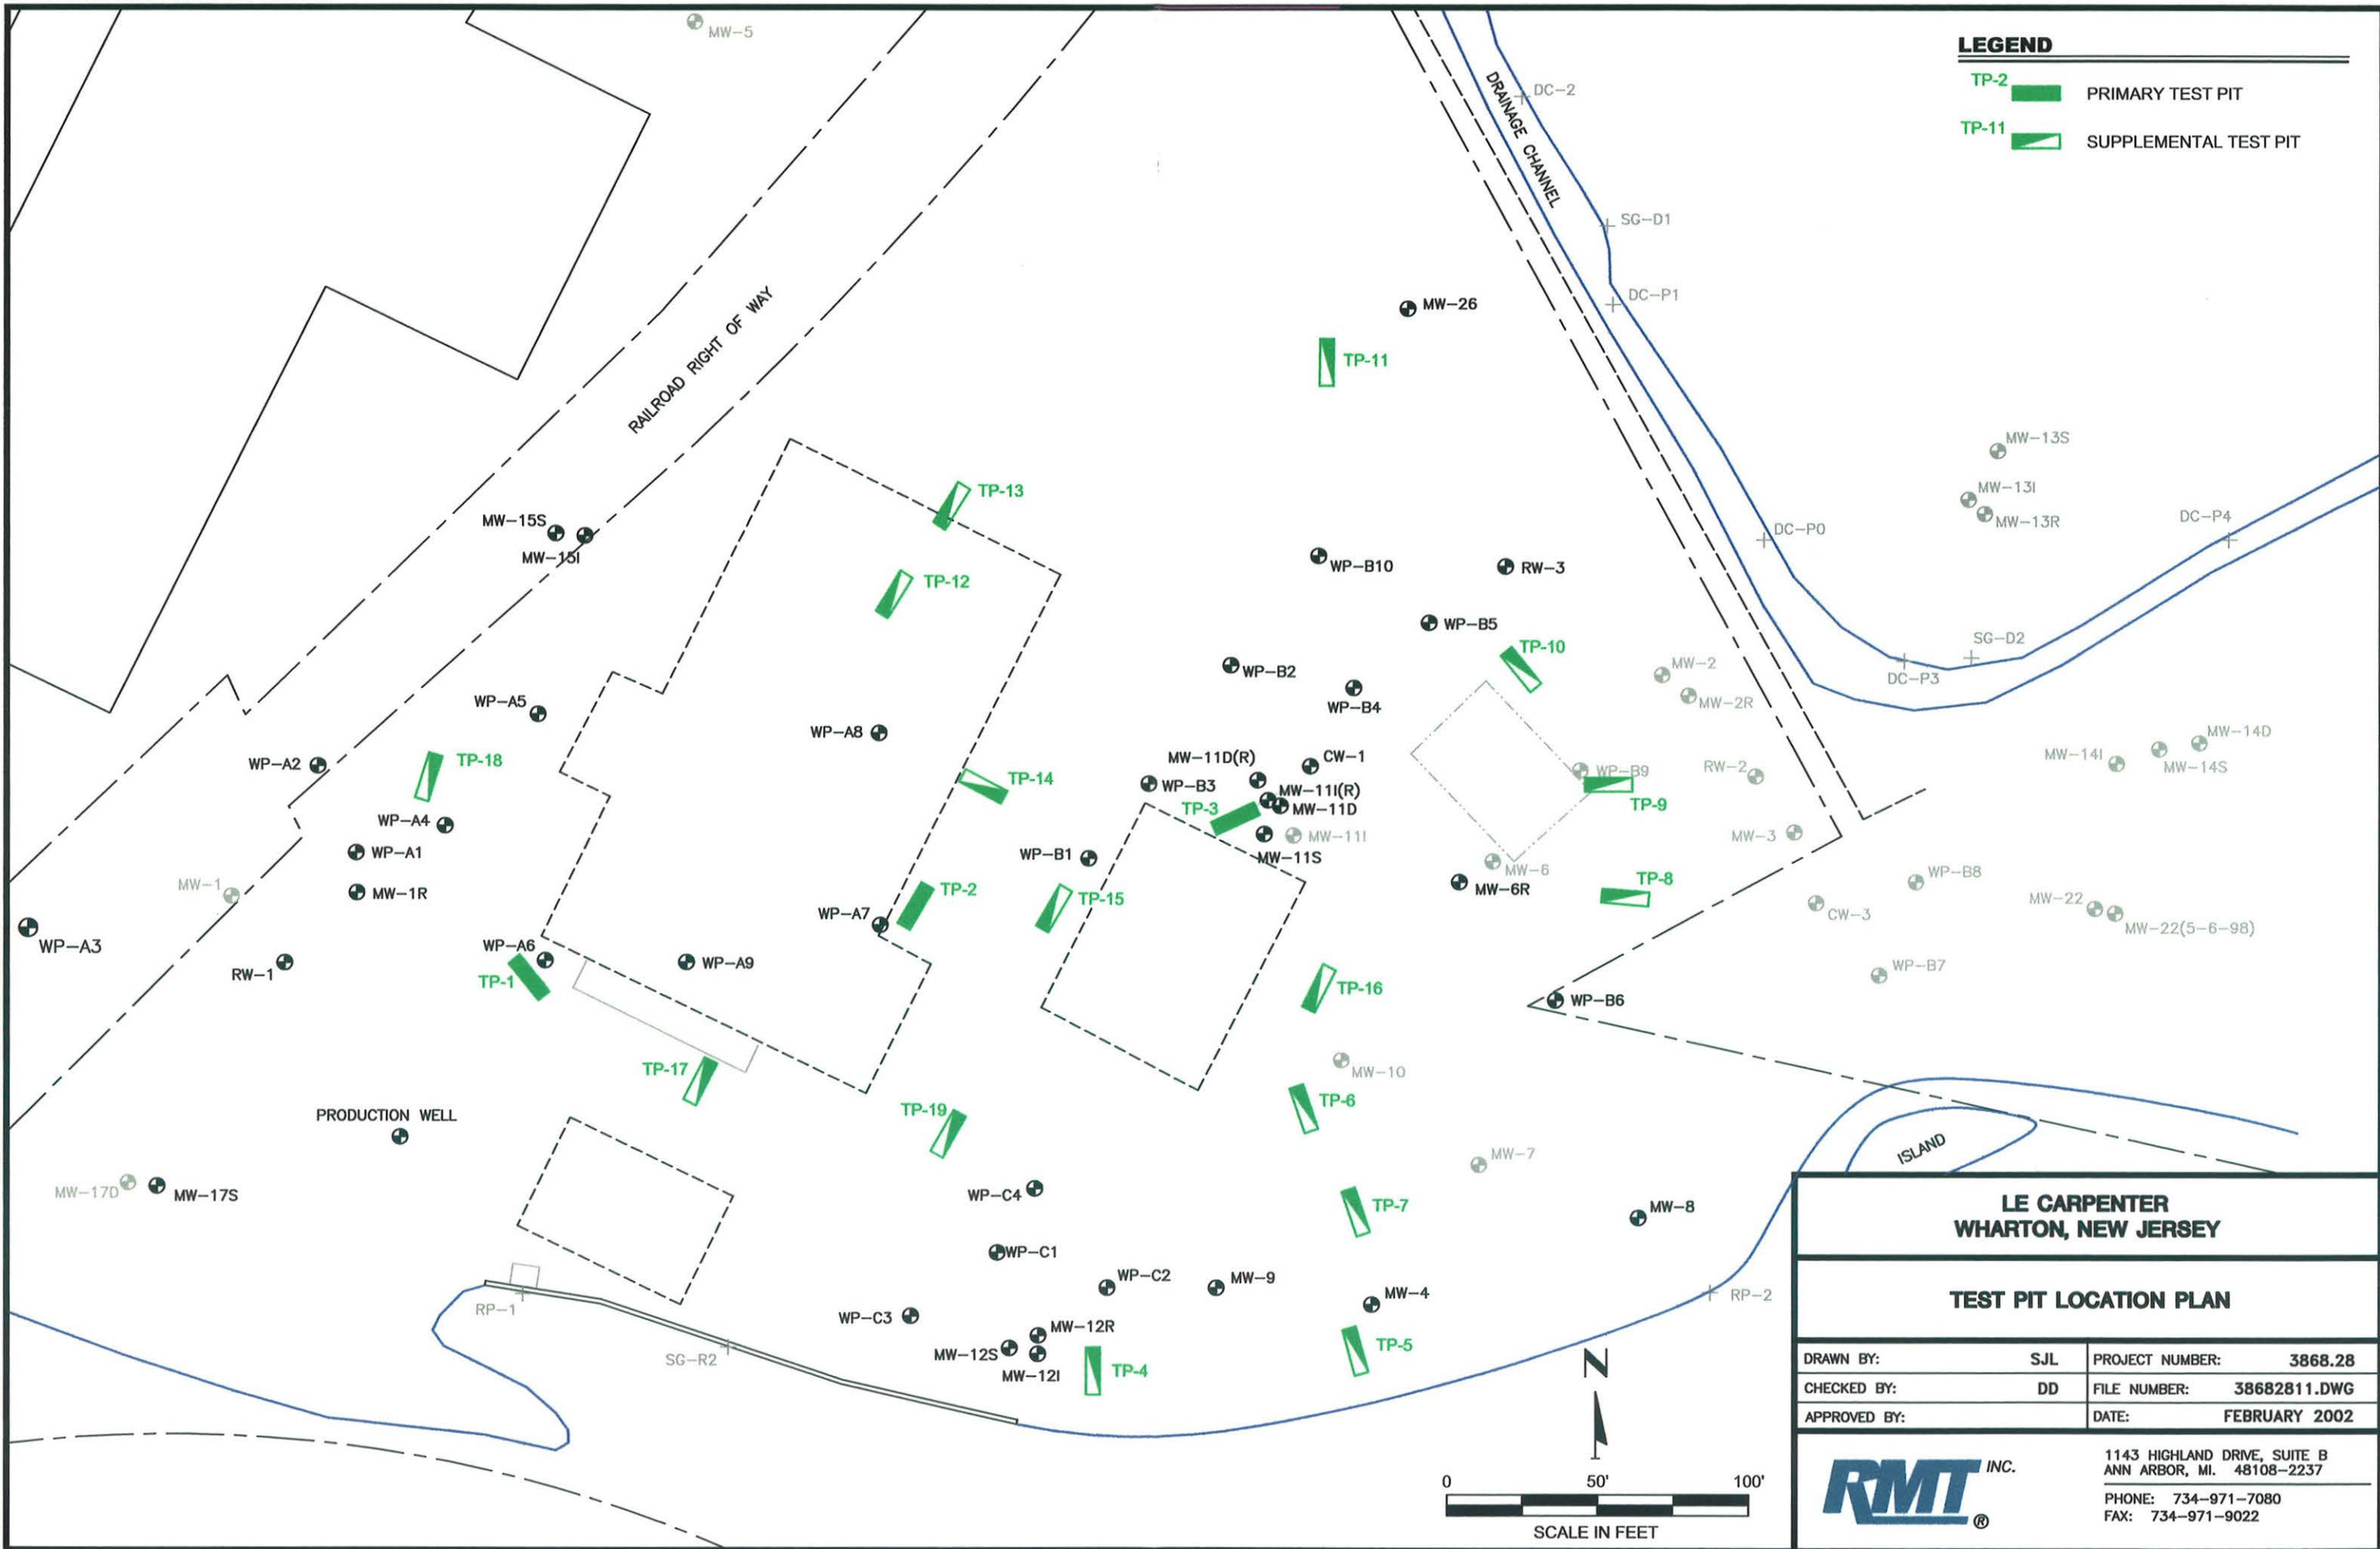 MW-5
LEGEND
TP-2
PRIMARY TEST PIT
TP-11
SUPPLEMENTAL TEST PIT
DRAINAGE CHANNEL
DC-2
SG-D1
DC-P1
RAILROAD RIGHT OF WAY
MW-26
TP-11
MW-13S
MW-13I
MW-13R
DC-P0
DC-P4
TP-13
MW-15S
MW-15I
TP-12
WP-B10
RW-3
WP-B5
TP-10
SG-D2
DC-P3
WP-B2
WP-B4
MW-2
MW-2R
WP-A5
WP-A8
WP-A2
TP-18
TP-14
MW-11D(R)
CW-1
WP-B3
MW-11I(R)
MW-11D
TP-3
WP-B9
TP-9
RW-2
MW-14D
MW-14I
MW-14S
WP-A4
WP-A1
WP-B1
MW-11I
MW-11S
MW-3
MW-6
MW-6R
TP-8
WP-B8
MW-1
MW-1R
TP-2
TP-15
WP-A7
CW-3
MW-22
MW-22(5-6-98)
WP-A3
RW-1
WP-A6
TP-1
WP-A9
TP-16
WP-B7
WP-B6
TP-17
MW-10
TP-6
TP-19
PRODUCTION WELL
ISLAND
MW-7
MW-17D
MW-17S
WP-C4
TP-7
MW-8
WP-C1
WP-C2
MW-9
MW-4
RP-1
RP-2
WP-C3
MW-12R
MW-12S
MW-12I
SG-R2
TP-4
TP-5
N
0 50' 100'
SCALE IN FEET
LE CARPENTER
WHARTON, NEW JERSEY
TEST PIT LOCATION PLAN
DRAWN BY: SJL PROJECT NUMBER: 3868.28
CHECKED BY: DD FILE NUMBER: 38682811.DWG
APPROVED BY: DATE: FEBRUARY 2002
RMT INC.
®
1143 HIGHLAND DRIVE, SUITE B
ANN ARBOR, MI. 48108-2237
PHONE: 734-971-7080
FAX: 734-971-9022